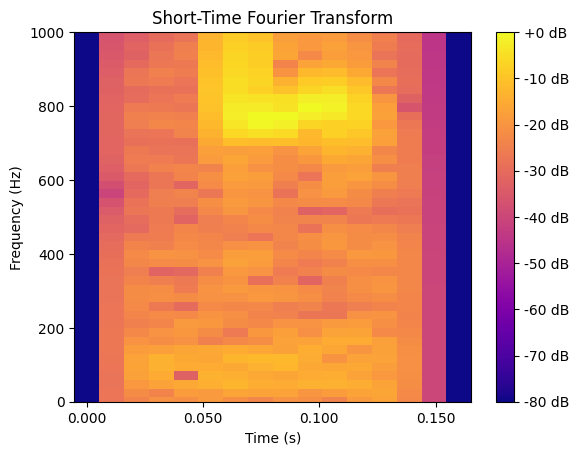 Short-Time Fourier Transform
1000
800
600
400
200
0
Frequency (Hz)
0.000
0.050
0.100
0.150
Time (s)
+0 dB
-10 dB
-20 dB
-30 dB
-40 dB
-50 dB
-60 dB
-70 dB
-80 dB